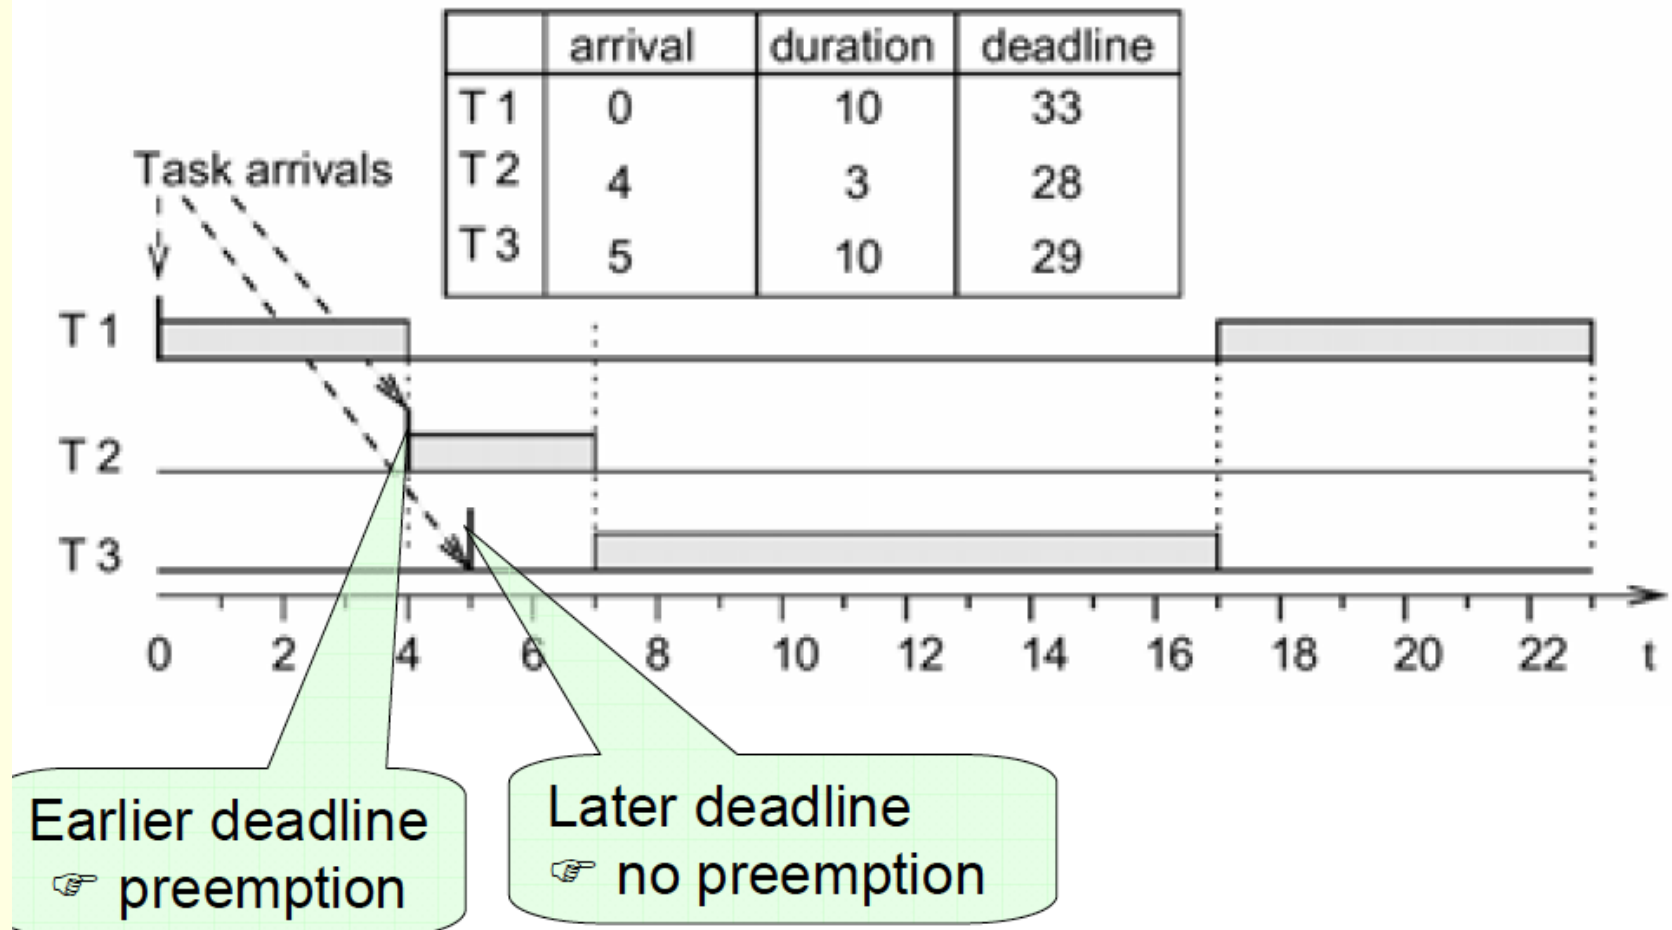 arrival duration deadline
T 1 0 10 33
T 2 4 3 28
T 3 5 10 29
Task arrivals
T 1
T 2
T 3
0 2 4 6 8 10 12 14 16 18 20 22 t
Earlier deadline
☞ preemption
Later deadline
☞ no preemption